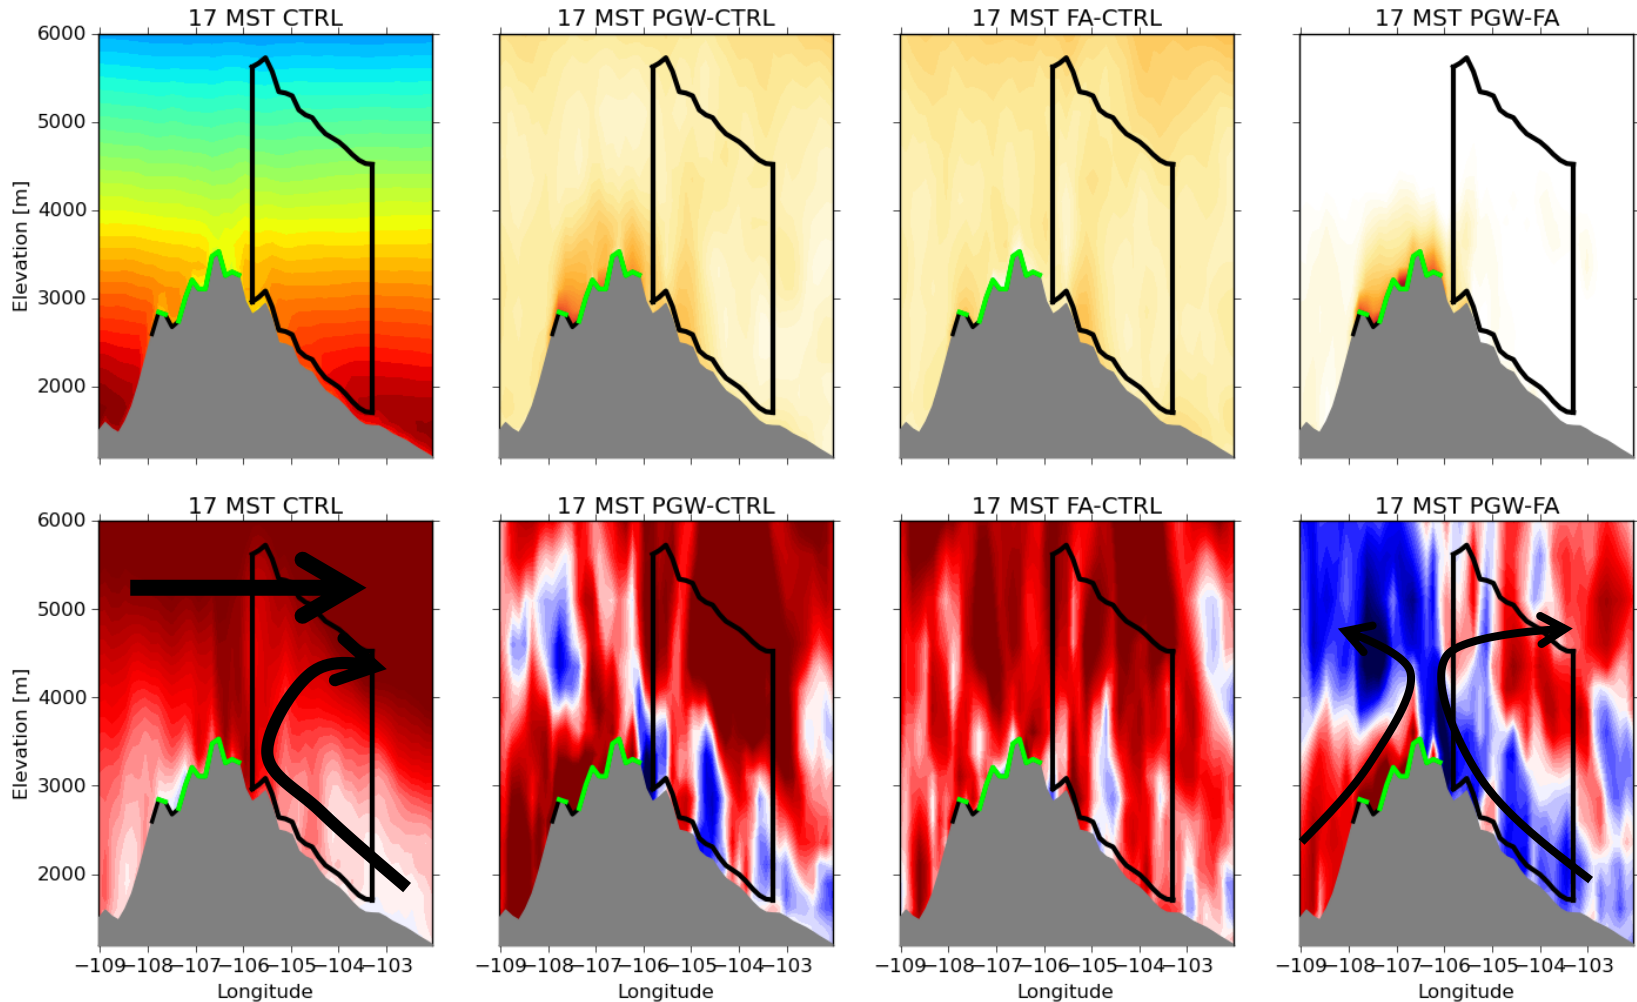 17 MST CTRL 17 MST PGW-CTRL 17 MST FA-CTRL 17 MST PGW-FA
6000
5000
4000
3000
2000
Elevation [m]
17 MST CTRL 17 MST PGW-CTRL 17 MST FA-CTRL 17 MST PGW-FA
6000
5000
4000
3000
2000
Elevation [m]
−109−108−107−106−105−104−103 −109−108−107−106−105−104−103 −109−108−107−106−105−104−103 −109−108−107−106−105−104−103
Longitude Longitude Longitude Longitude